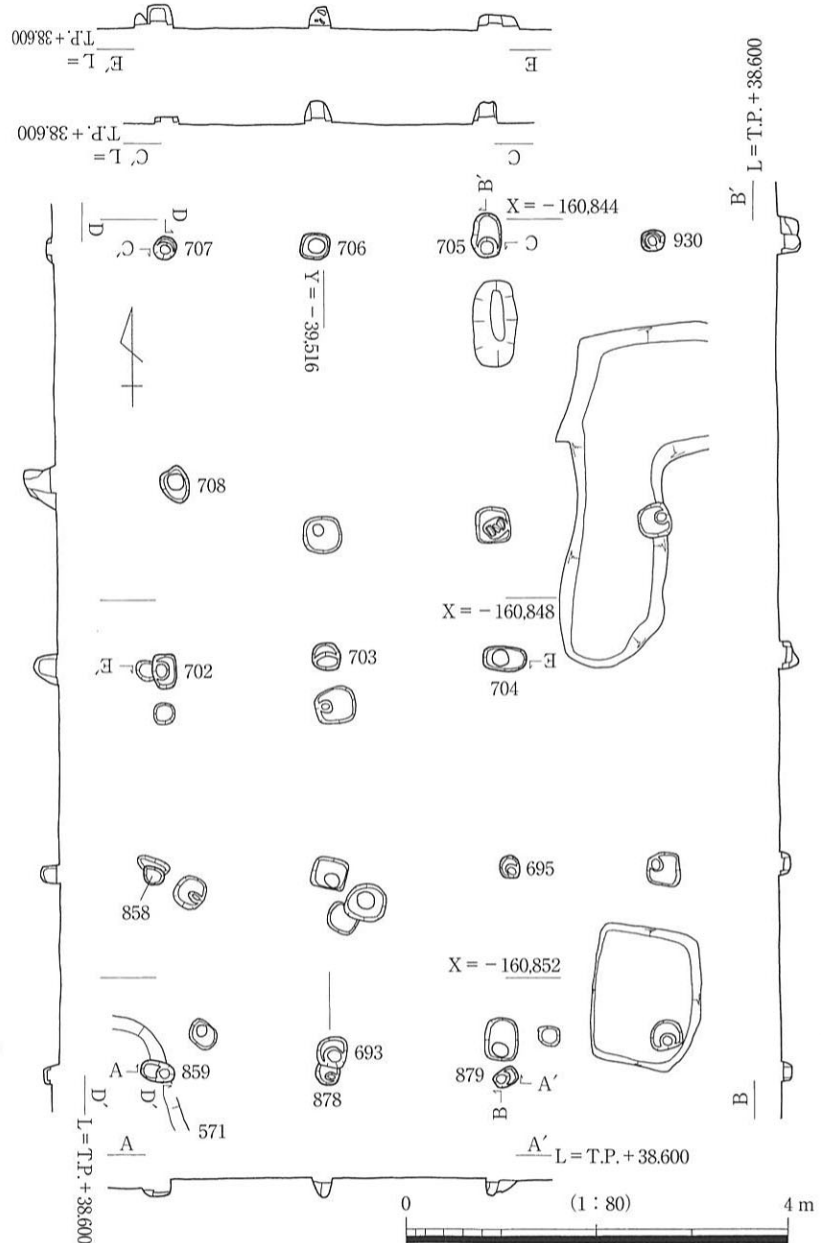 T.P. + 38.600
E´ L =
E
T.P. + 38.600
C´ L =
C
L = T.P. + 38.600
B´
B´
X = −160,844
D
D
C´
707
706
705
C
930
Y = −39,516
708
X = −160,848
E´
702
703
E
704
858
695
X = −160,852
A
859
D´
693
878
879
A´
B
B
571
D´
L = T.P. + 38.600
A
A´
L = T.P. + 38.600
0
(1：80)
4 m